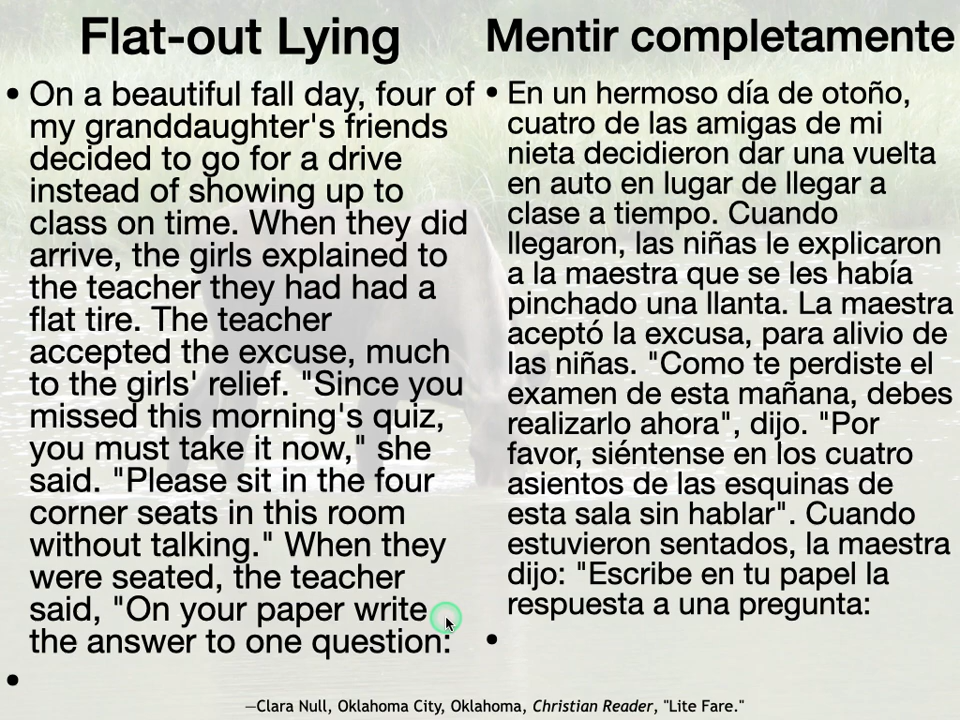 Flat-out Lying
• On a beautiful fall day, four of
my granddaughter's friends
decided to go for a drive
instead of showing up to
class on time. When they did
arrive, the girls explained to
the teacher they had had a
flat tire. The teacher
accepted the excuse, much
to the girls' relief. "Since you
missed this morning's quiz,
you must take it now," she
said. "Please sit in the four
corner seats in this room
without talking." When they
were seated, the teacher
said, "On your paper write
the answer to one question:
•
Mentir completamente
• En un hermoso día de otoño,
cuatro de las amigas de mi
nieta decidieron dar una vuelta
en auto en lugar de llegar a
clase a tiempo. Cuando
llegaron, las niñas le explicaron
a la maestra que se les había
pinchado una llanta. La maestra
aceptó la excusa, para alivio de
las niñas. "Como te perdiste el
examen de esta mañana, debes
realizarlo ahora", dijo. "Por
favor, siéntense en los cuatro
asientos de las esquinas de
esta sala sin hablar". Cuando
estuvieron sentados, la maestra
dijo: "Escribe en tu papel la
respuesta a una pregunta:
•
—Clara Null, Oklahoma City, Oklahoma, Christian Reader, "Lite Fare."